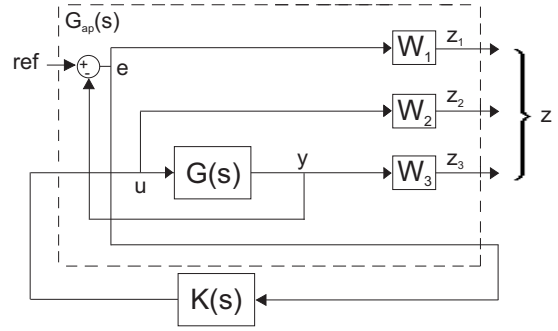 G_ap(s)
ref
+
-
e
W_1
z_1
W_2
z_2
z
u
G(s)
y
W_3
z_3
K(s)